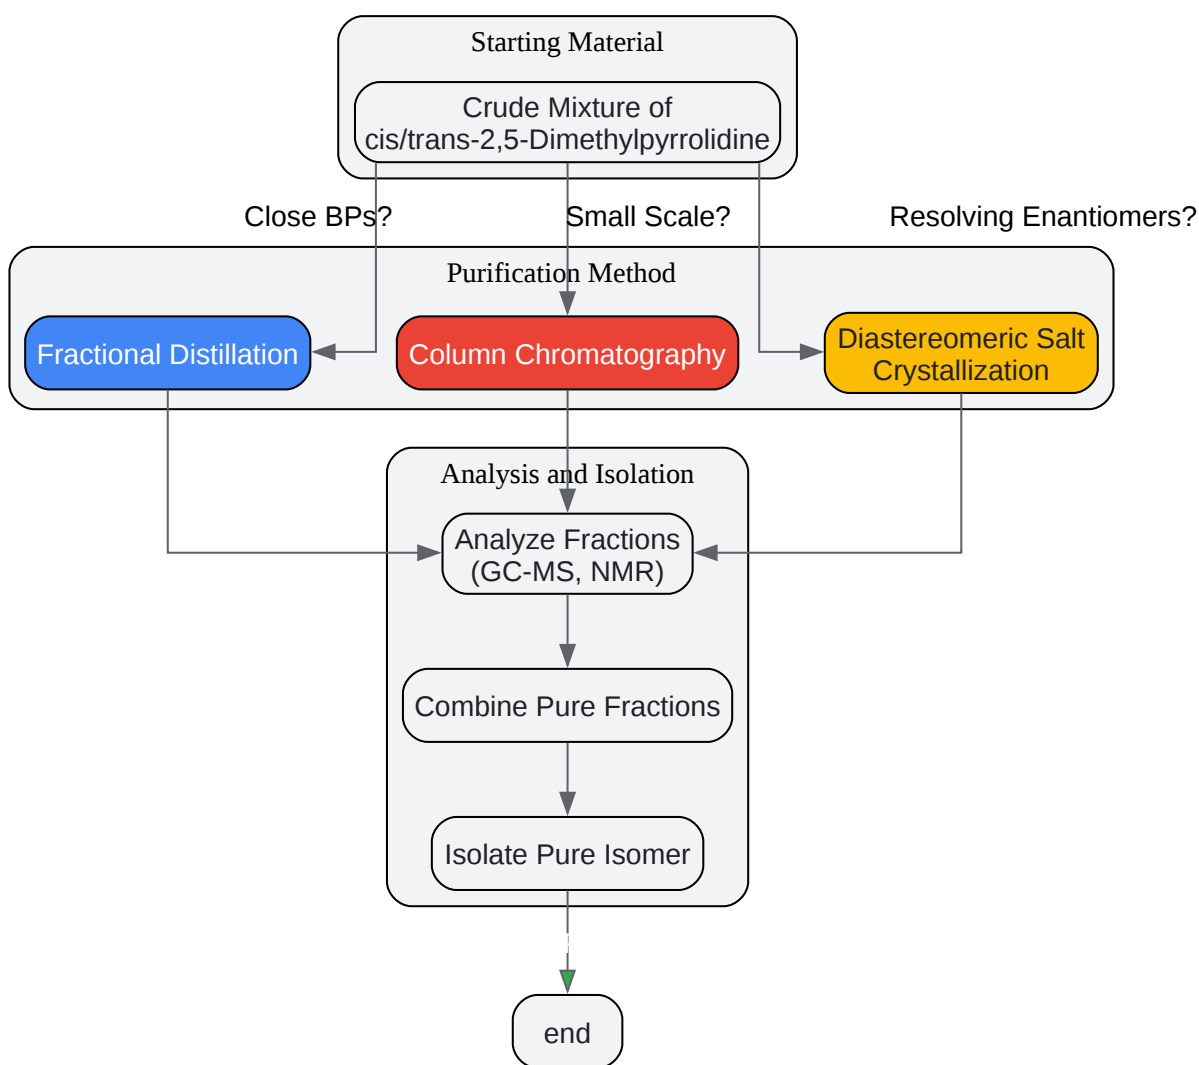 Starting Material
Crude Mixture of
cis/trans-2,5-Dimethylpyrrolidine
Close BPs?
Small Scale?
Resolving Enantiomers?
Purification Method
Fractional Distillation
Column Chromatography
Diastereomeric Salt
Crystallization
Analysis and Isolation
Analyze Fractions
(GC-MS, NMR)
Combine Pure Fractions
Isolate Pure Isomer
end